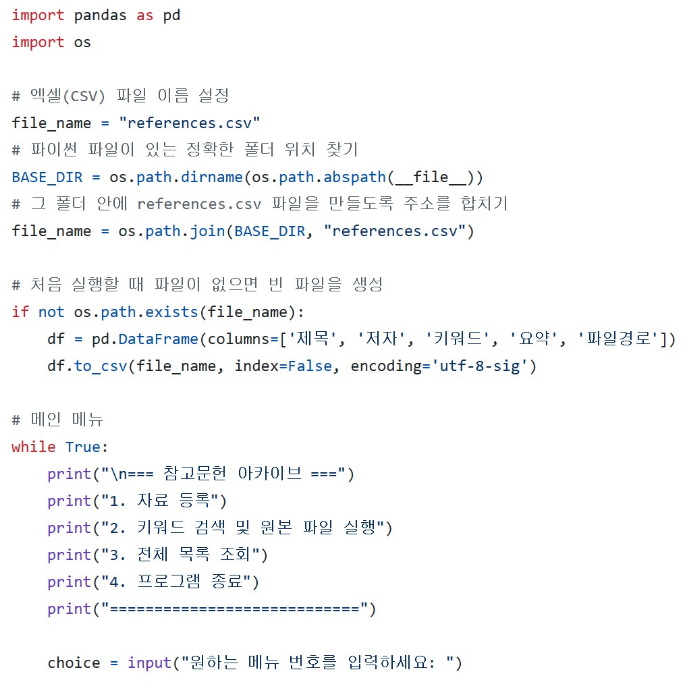 import pandas as pd
import os
# 엑셀(CSV) 파일 이름 설정
file_name = "references.csv"
# 파이썬 파일이 있는 정확한 폴더 위치 찾기
BASE_DIR = os.path.dirname(os.path.abspath(__file__))
# 그 폴더 안에 references.csv 파일을 만들도록 주소를 합치기
file_name = os.path.join(BASE_DIR, "references.csv")
# 처음 실행할 때 파일이 없으면 빈 파일을 생성
if not os.path.exists(file_name):
    df = pd.DataFrame(columns=['제목', '저자', '키워드', '요약', '파일경로'])
    df.to_csv(file_name, index=False, encoding='utf-8-sig')
# 메인 메뉴
while True:
    print("\n=== 참고문헌 아카이브 ===")
    print("1. 자료 등록")
    print("2. 키워드 검색 및 원본 파일 실행")
    print("3. 전체 목록 조회")
    print("4. 프로그램 종료")
    print("============================")
    choice = input("원하는 메뉴 번호를 입력하세요: ")